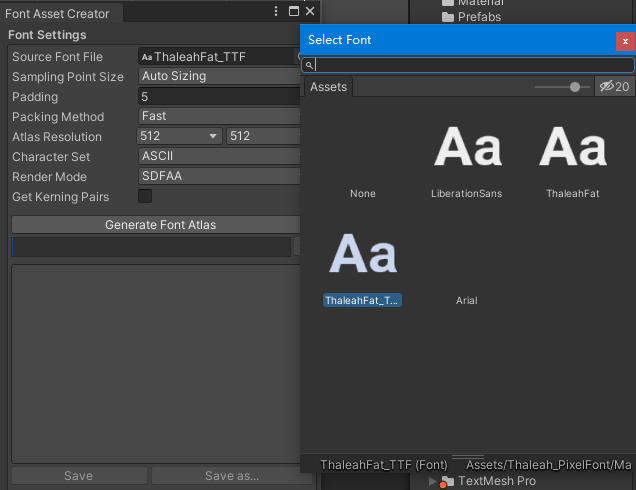 Font Asset Creator
Font Settings
Source Font File
Aa ThaleahFat_TTF
Sampling Point Size
Auto Sizing
Padding
5
Packing Method
Fast
Atlas Resolution
512
512
Character Set
ASCII
Render Mode
SDFAA
Get Kerning Pairs
Generate Font Atlas
Save
Save as...
Material
Prefabs
Select Font
x
Assets
20
Aa
Aa
None
LiberationSans
ThaleahFat
Aa
ThaleahFat_T...
Arial
ThaleahFat_TTF (Font)
Assets/Thaleah_PixelFont/Ma
TextMesh Pro